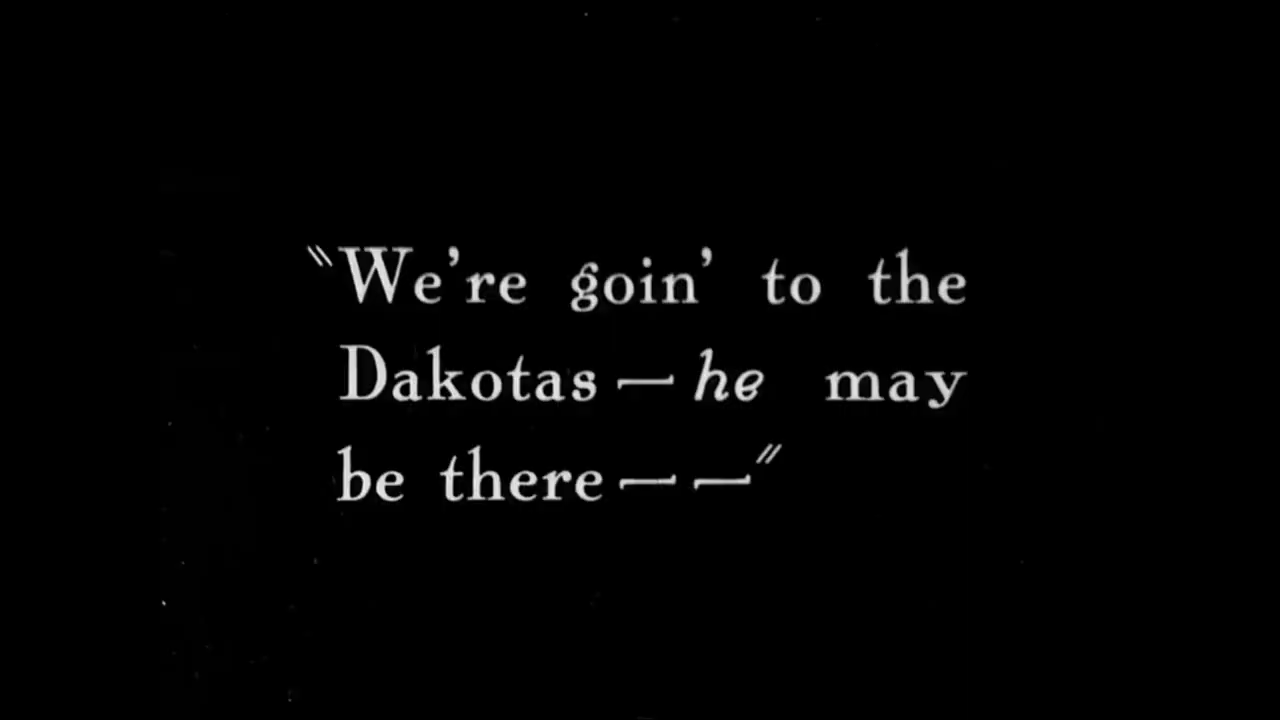 "We're goin' to the
Dakotas — he may
be there — —"